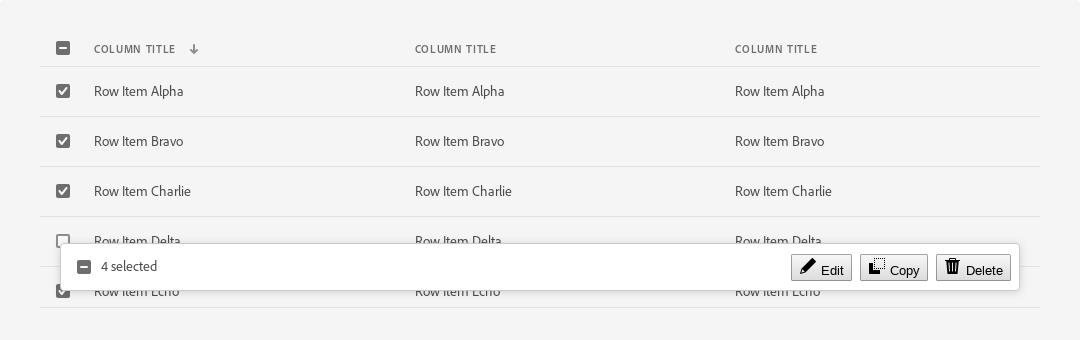 COLUMN TITLE COLUMN TITLE COLUMN TITLE
Row Item Alpha Row Item Alpha Row Item Alpha
Row Item Bravo Row Item Bravo Row Item Bravo
Row Item Charlie Row Item Charlie Row Item Charlie
Row Item Delta Row Item Delta Row Item Delta
4 selected Edit Copy Delete
Row Item Echo Row Item Echo Row Item Echo